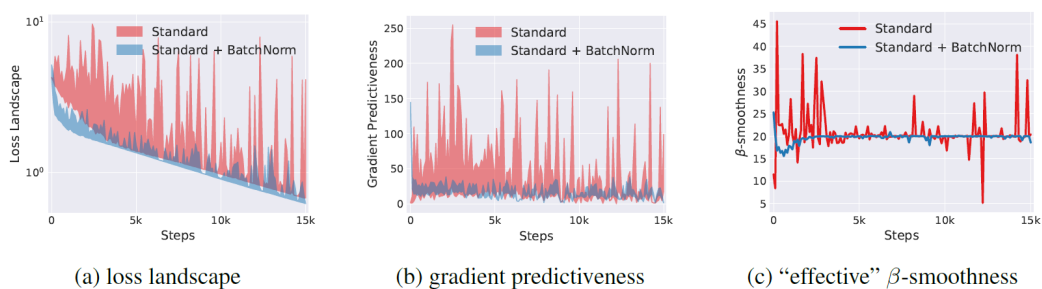 Loss Landscape
10¹
10⁰
Standard
Standard + BatchNorm
0
5k
10k
15k
Steps
(a) loss landscape
Gradient Predictiveness
250
200
150
100
50
0
Standard
Standard + BatchNorm
0
5k
10k
15k
Steps
(b) gradient predictiveness
β-smoothness
45
40
35
30
25
20
15
10
5
Standard
Standard + BatchNorm
0
5k
10k
15k
Steps
(c) “effective” β-smoothness